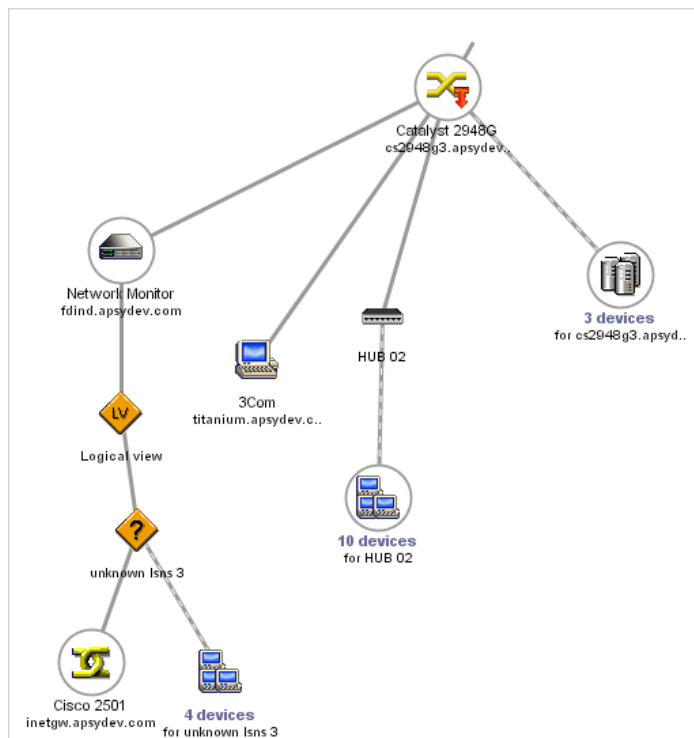 Catalyst 2948G
cs2948g3.apsydev..
Network Monitor
fdind.apsydev.com
3 devices
for cs2948g3.apsyd..
HUB 02
3Com
titanium.apsydev.c..
LV
Logical view
?
10 devices
for HUB 02
unknown lsns 3
Cisco 2501
inetgw.apsydev.com
4 devices
for unknown lsns 3